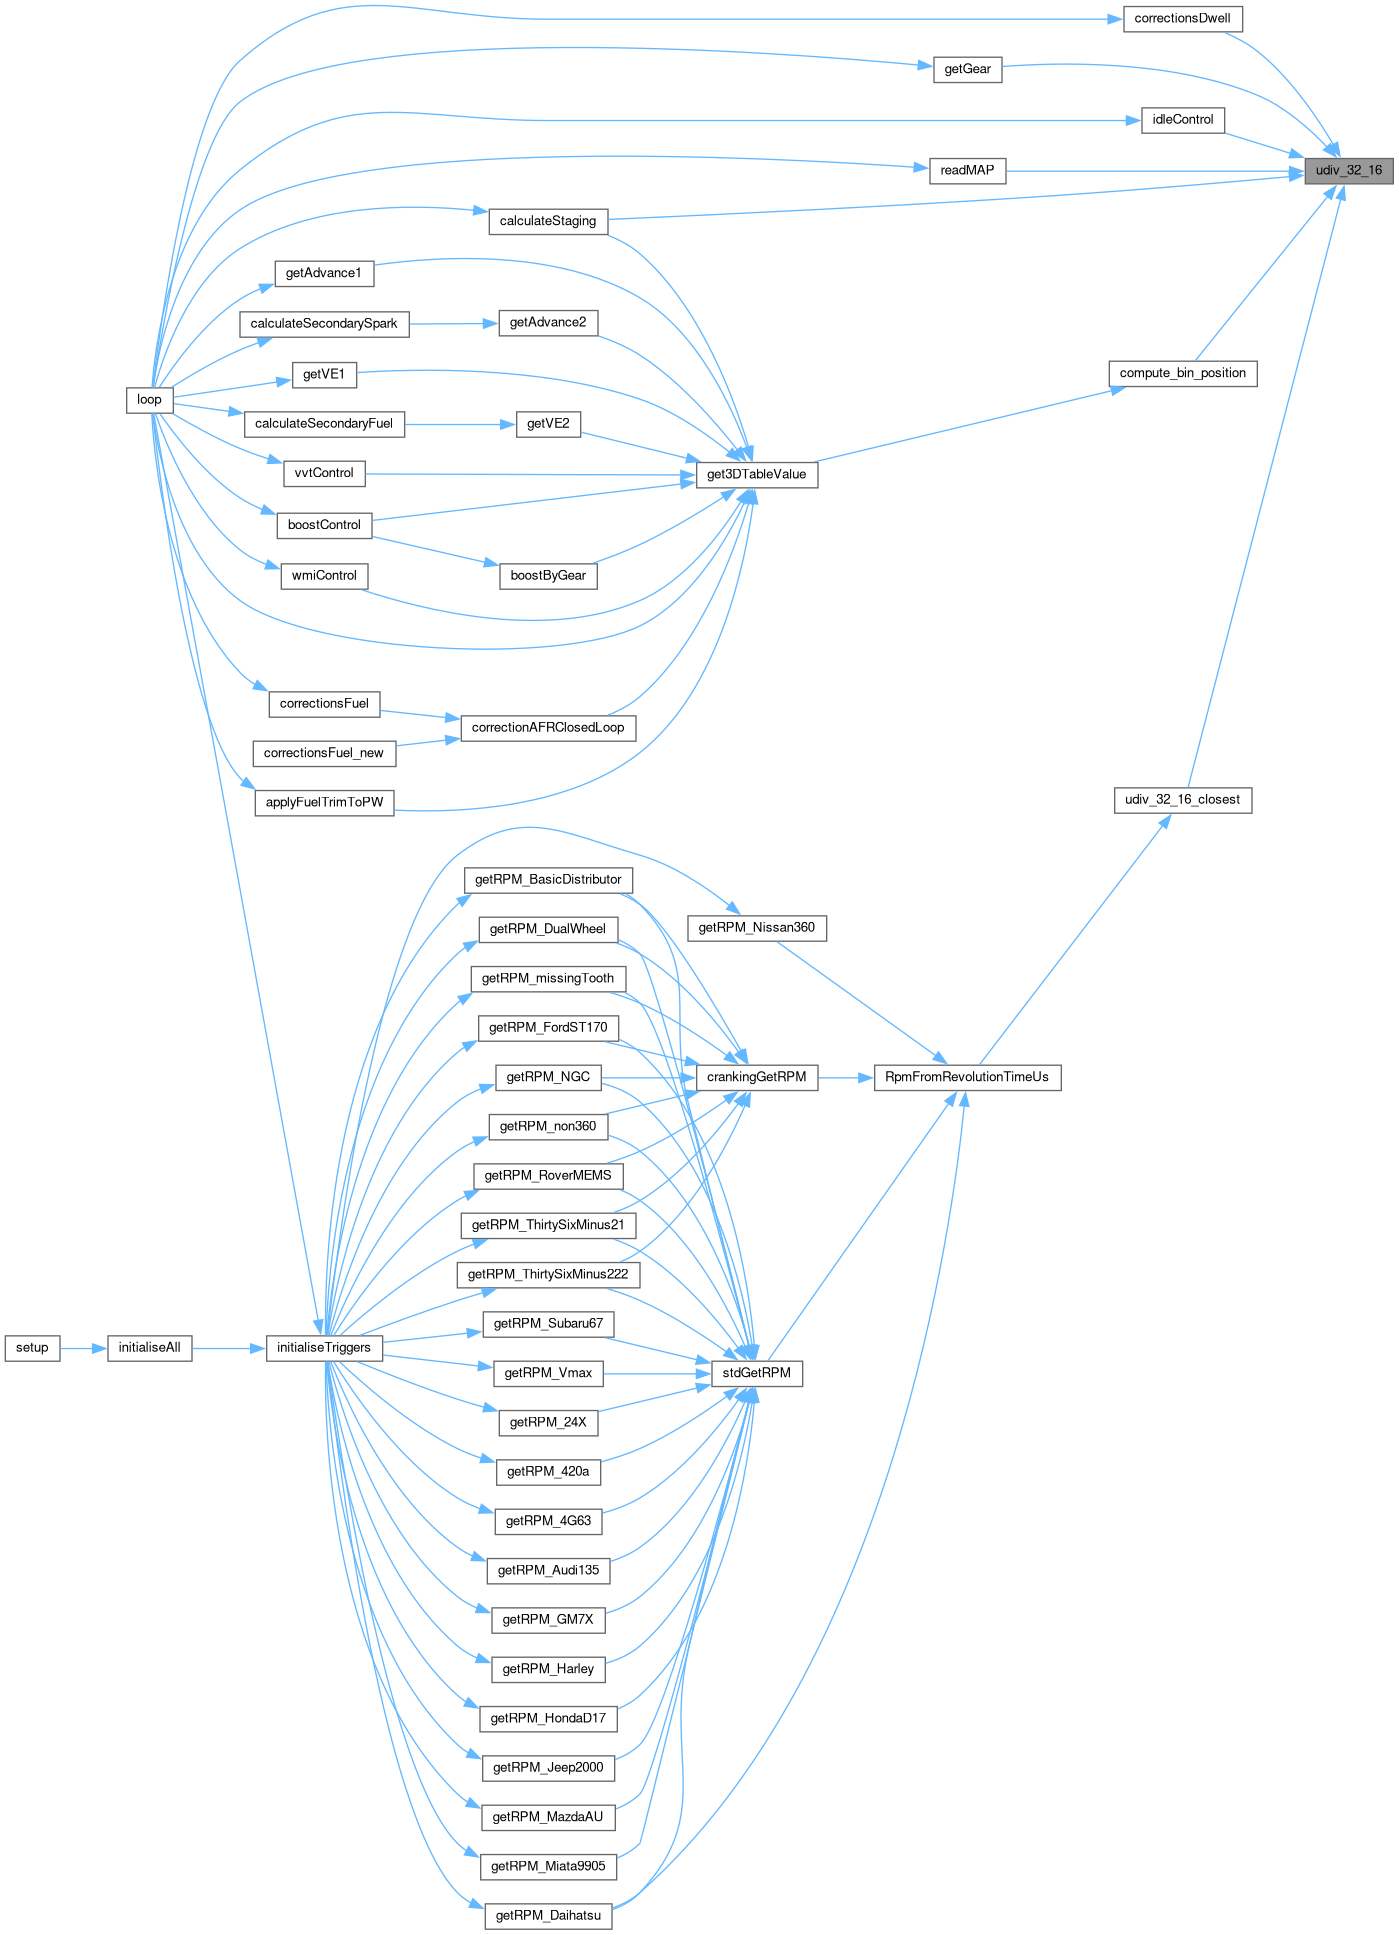 correctionsDwell
getGear
idleControl
udiv_32_16
readMAP
calculateStaging
getAdvance1
calculateSecondarySpark
getAdvance2
getVE1
compute_bin_position
loop
calculateSecondaryFuel
getVE2
vvtControl
get3DTableValue
boostControl
wmiControl
boostByGear
correctionsFuel
correctionAFRClosedLoop
correctionsFuel_new
applyFuelTrimToPW
udiv_32_16_closest
getRPM_BasicDistributor
getRPM_DualWheel
getRPM_Nissan360
getRPM_missingTooth
getRPM_FordST170
getRPM_NGC
crankingGetRPM
RpmFromRevolutionTimeUs
getRPM_non360
getRPM_RoverMEMS
getRPM_ThirtySixMinus21
getRPM_ThirtySixMinus222
getRPM_Subaru67
setup
initialiseAll
initialiseTriggers
getRPM_Vmax
stdGetRPM
getRPM_24X
getRPM_420a
getRPM_4G63
getRPM_Audi135
getRPM_GM7X
getRPM_Harley
getRPM_HondaD17
getRPM_Jeep2000
getRPM_MazdaAU
getRPM_Miata9905
getRPM_Daihatsu